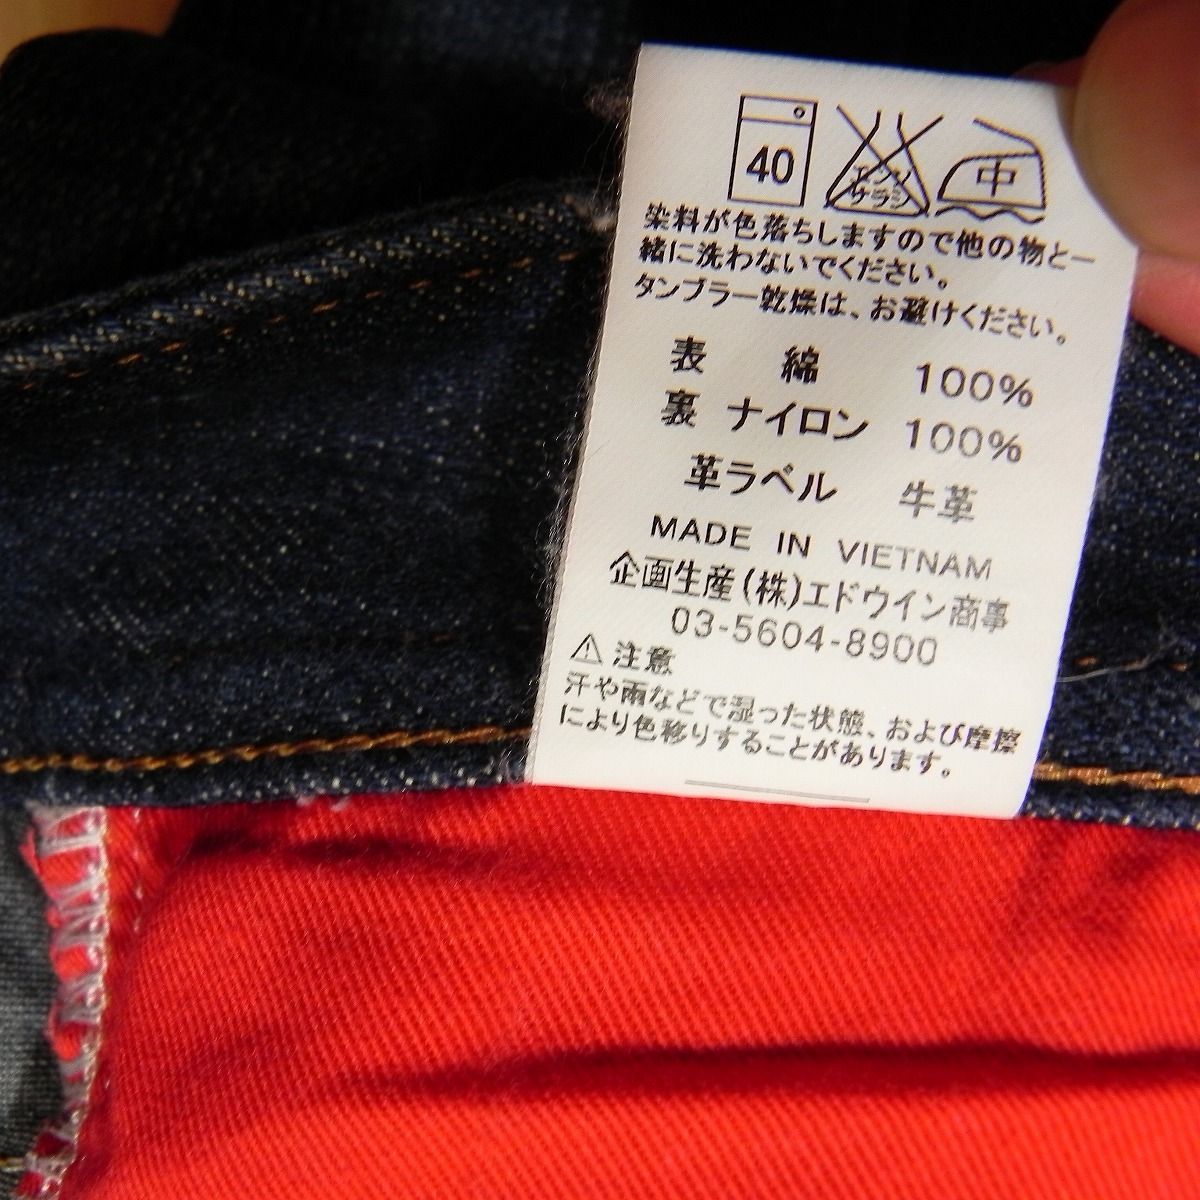 40
エンソ
サラシ
中
染料が色落ちしますので他の物と一
緒に洗わないでください。
タンブラー乾燥は、お避けください。
表 綿 100%
裏 ナイロン 100%
革ラベル 牛革
MADE IN VIETNAM
企画生産(株)エドウイン商事
03-5604-8900
⚠注意
汗や雨などで湿った状態、および摩擦
により色移りすることがあります。